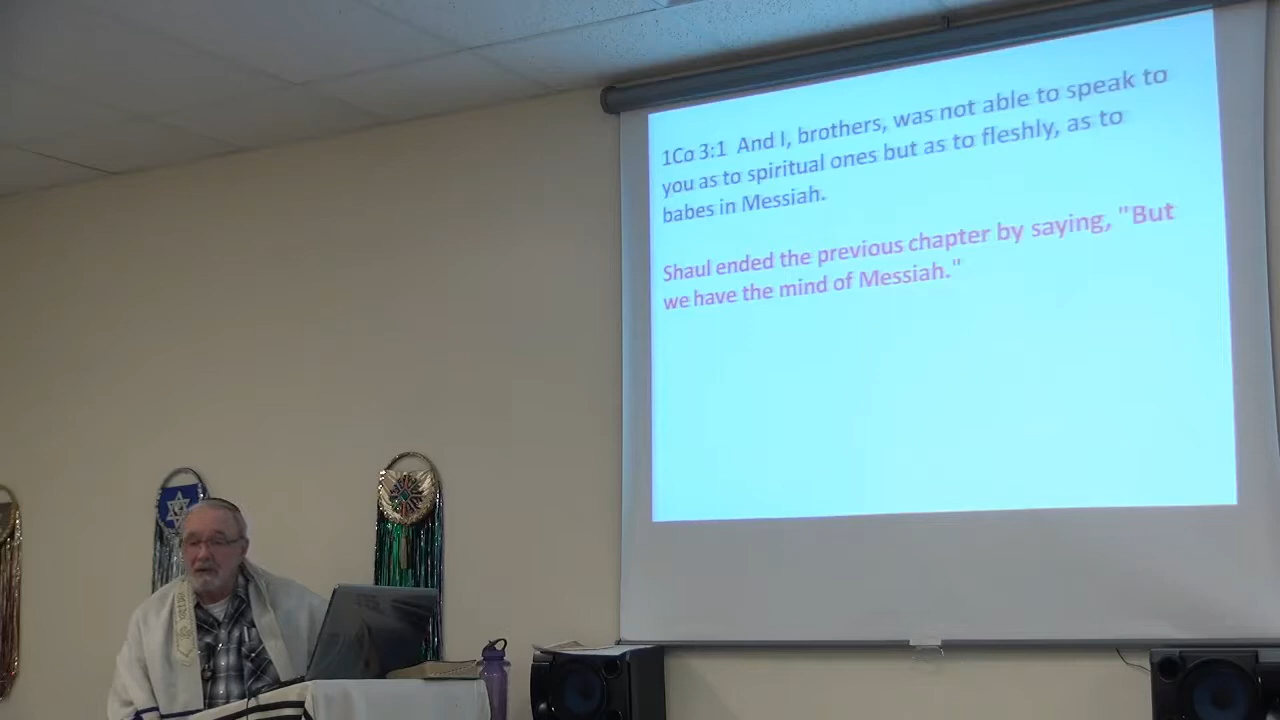 1Co 3:1 And I, brothers, was not able to speak to
you as to spiritual ones but as to fleshly, as to
babes in Messiah.
Shaul ended the previous chapter by saying, "But
we have the mind of Messiah."